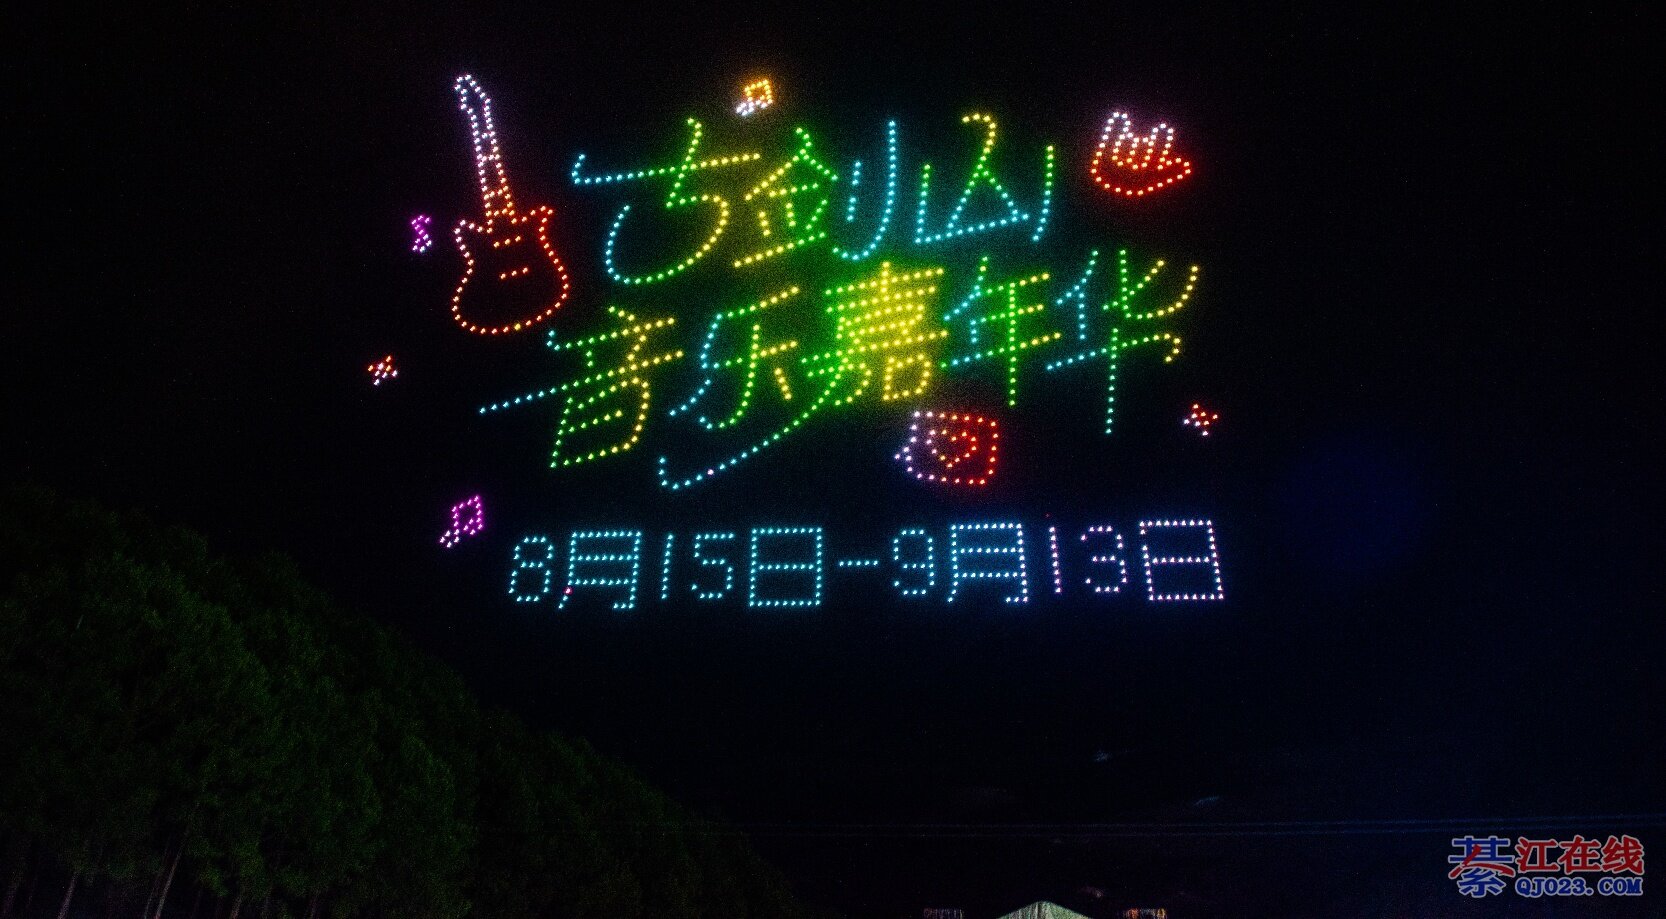 古剑山
音乐嘉年华
8月15日-9月13日
綦江在线
QJ023.COM